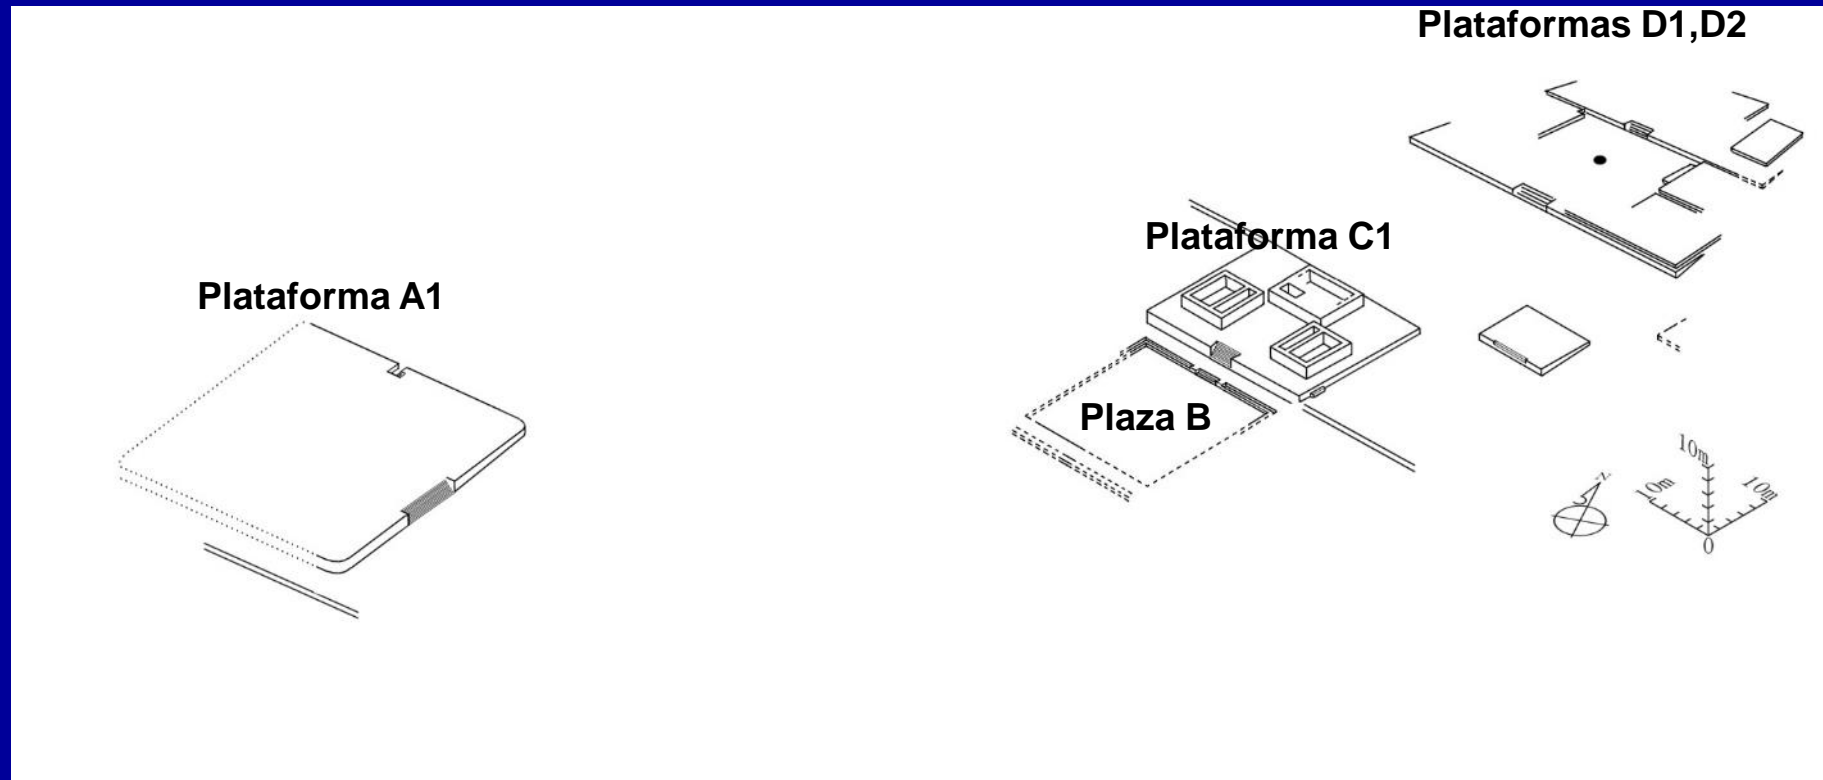 Plataformas D1,D2
Plataforma C1
Plataforma A1
Plaza B
10m
10m
10m
N
0